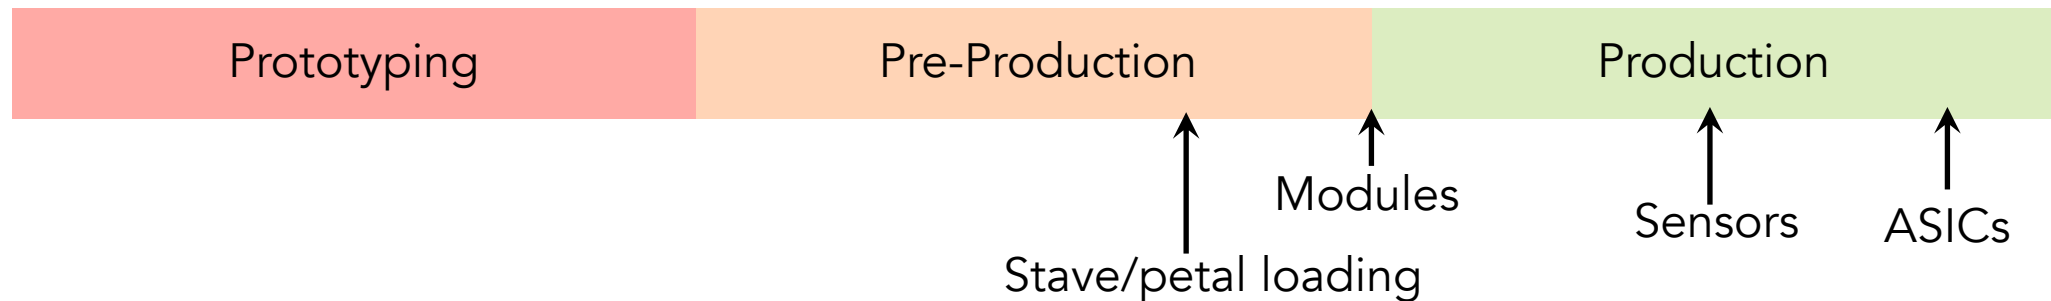 Prototyping
Pre-Production
Production
Modules
Sensors
ASICs
Stave/petal loading